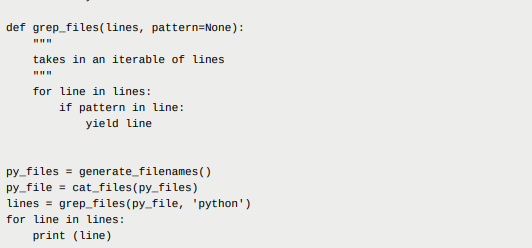 def grep_files(lines, pattern=None):
    """
    takes in an iterable of lines
    """
    for line in lines:
        if pattern in line:
            yield line
py_files = generate_filenames()
py_file = cat_files(py_files)
lines = grep_files(py_file, 'python')
for line in lines:
    print (line)